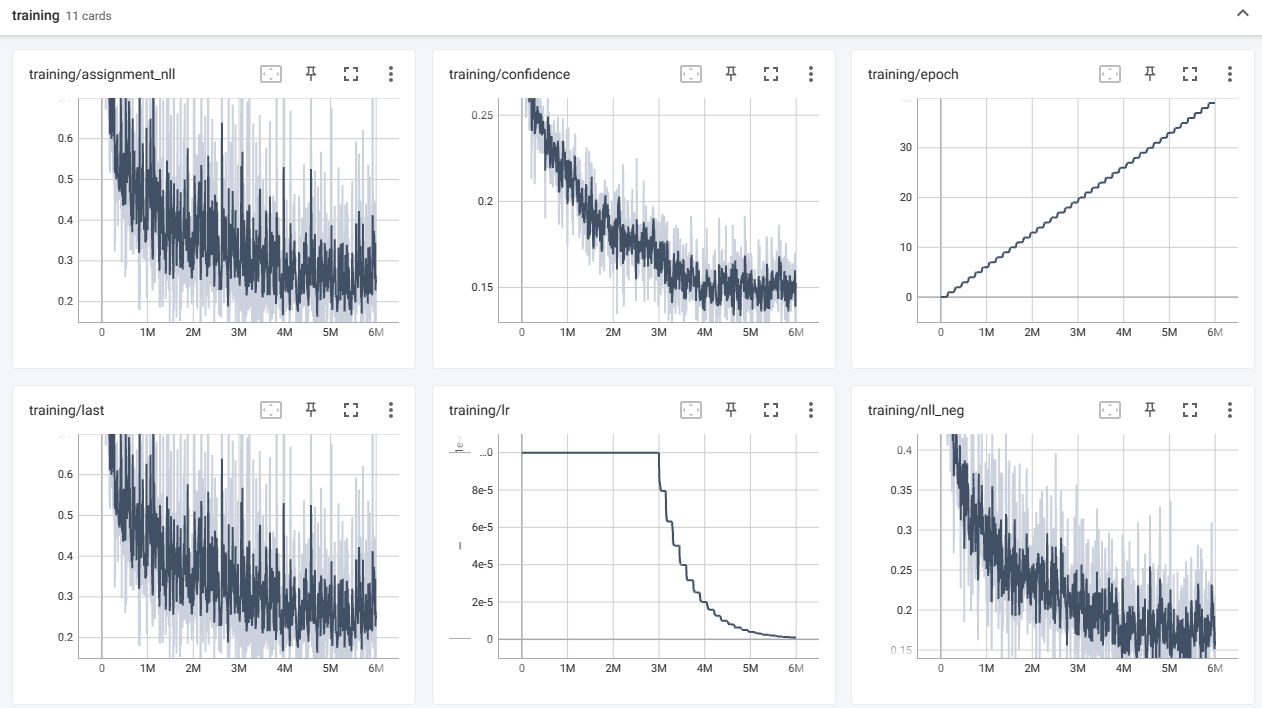 training 11 cards
training/assignment_nll
0.6
0.5
0.4
0.3
0.2
0 1M 2M 3M 4M 5M 6M
training/confidence
0.25
0.2
0.15
0 1M 2M 3M 4M 5M 6M
training/epoch
30
20
10
0
0 1M 2M 3M 4M 5M 6M
training/last
0.6
0.5
0.4
0.3
0.2
0 1M 2M 3M 4M 5M 6M
training/lr
1e-
...0
8e-5
6e-5
4e-5
2e-5
0
0 1M 2M 3M 4M 5M 6M
training/nll_neg
0.4
0.35
0.3
0.25
0.2
0.15
0 1M 2M 3M 4M 5M 6M